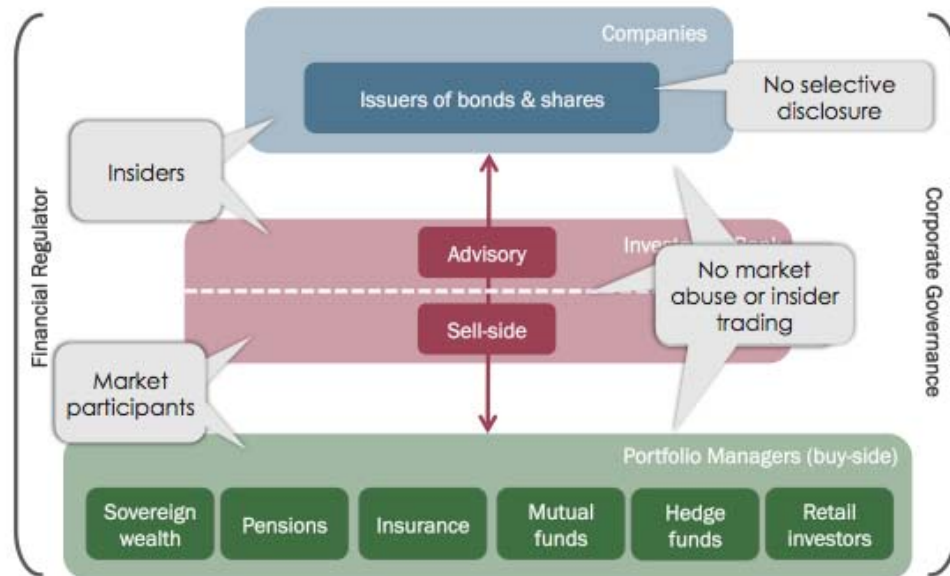 Companies
Issuers of bonds & shares
No selective
disclosure
Insiders
Financial Regulator
Corporate Governance
Advisory
No market
abuse or insider
trading
Sell-side
Market
participants
Portfolio Managers (buy-side)
Sovereign
wealth
Pensions
Insurance
Mutual
funds
Hedge
funds
Retail
investors